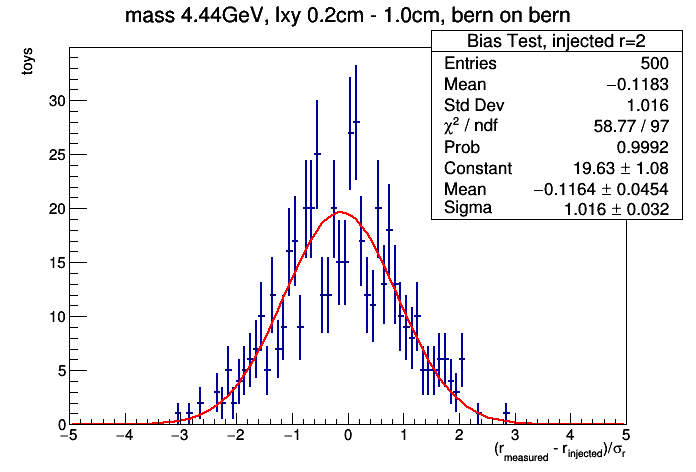 mass 4.44GeV, lxy 0.2cm - 1.0cm, bern on bern
Bias Test, injected r=2
Entries 500
Mean −0.1183
Std Dev 1.016
χ² / ndf 58.77 / 97
Prob 0.9992
Constant 19.63 ± 1.08
Mean −0.1164 ± 0.0454
Sigma 1.016 ± 0.032
toys
30
25
20
15
10
5
0
−5 −4 −3 −2 −1 0 1 2 3 4 5
(r_measured - r_injected)/σ_r